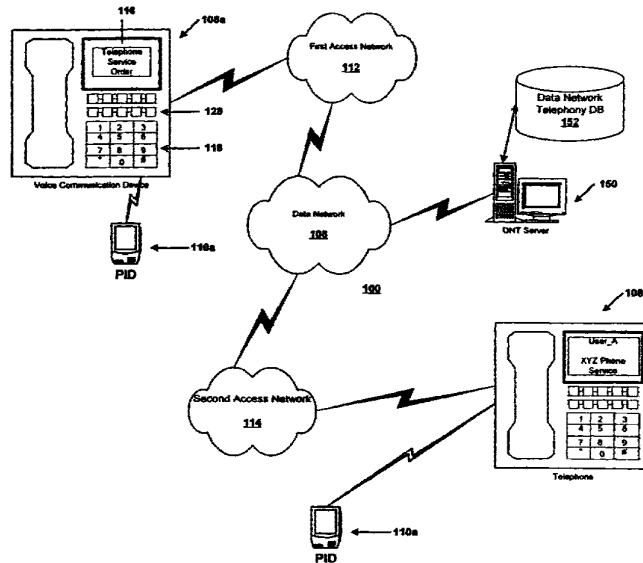 116
108a
Telephone
Service
Order
First Access Network
112
Data Network
Telephony DB
152
128
1 2 3
4 5 6
7 8 9
* 0 #
118
Voice Communication Device
150
DNT Server
Data Network
106
116a
PID
100
108
User_A
XYZ Phone
Service
Second Access Network
114
1 2 3
4 5 6
7 8 9
* 0 #
Telephone
110a
PID